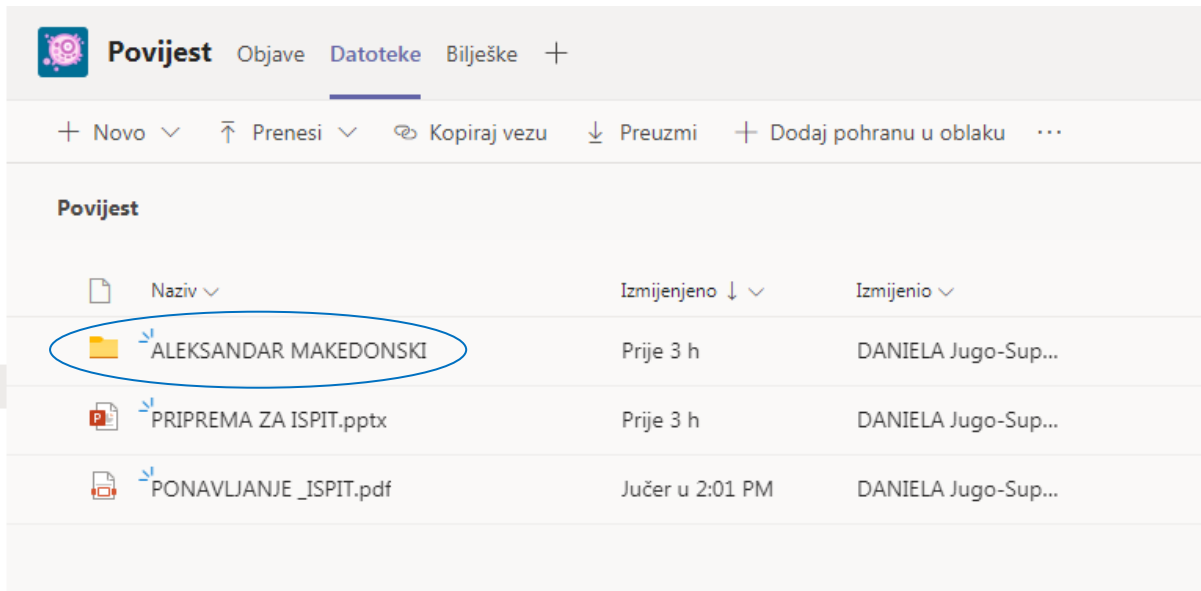 Povijest Objave Datoteke Bilješke
Novo Prenesi Kopiraj vezu Preuzmi Dodaj pohranu u oblaku ...
Povijest
Naziv Izmijenjeno Izmijenio
ALEKSANDAR MAKEDONSKI Prije 3 h DANIELA Jugo-Sup...
PRIPREMA ZA ISPIT.pptx Prije 3 h DANIELA Jugo-Sup...
PONAVLJANJE _ISPIT.pdf Jučer u 2:01 PM DANIELA Jugo-Sup...